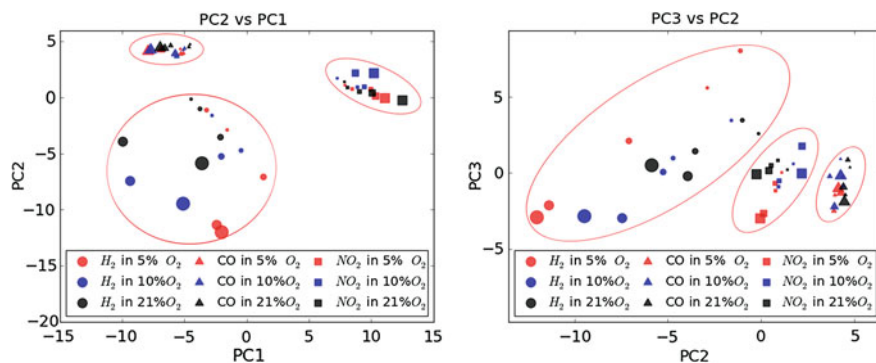 PC2 vs PC1
5
0
−5
−10
−15
−20
PC2
−15
−10
−5
0
5
10
15
PC1
H₂ in 5% O₂
CO in 5% O₂
NO₂ in 5% O₂
H₂ in 10%O₂
CO in 10%O₂
NO₂ in 10%O₂
H₂ in 21%O₂
CO in 21%O₂
NO₂ in 21%O₂
PC3 vs PC2
5
0
−5
PC3
−10
−5
0
5
PC2
H₂ in 5% O₂
CO in 5% O₂
NO₂ in 5% O₂
H₂ in 10%O₂
CO in 10%O₂
NO₂ in 10%O₂
H₂ in 21%O₂
CO in 21%O₂
NO₂ in 21%O₂